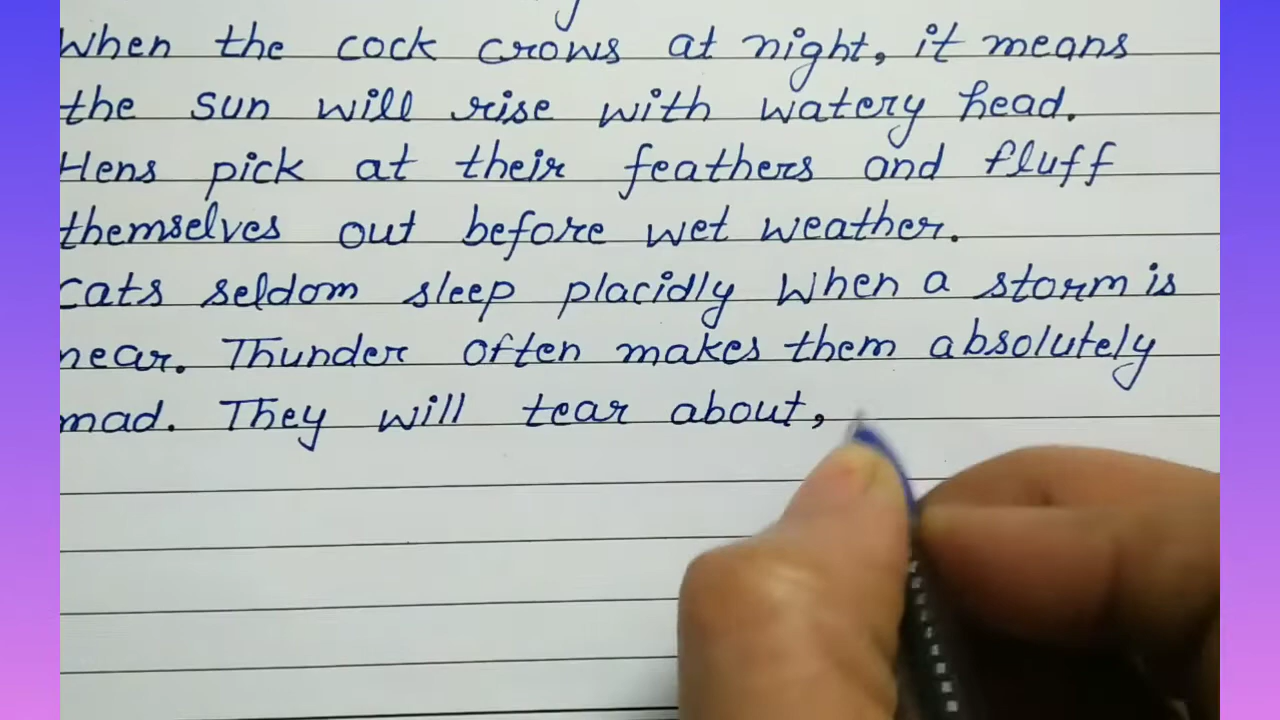 When the cock crows at night, it means
the sun will rise with watery head.
Hens pick at their feathers and fluff
themselves out before wet weather.
Cats seldom sleep placidly when a storm is
near. Thunder often makes them absolutely
mad. They will tear about,